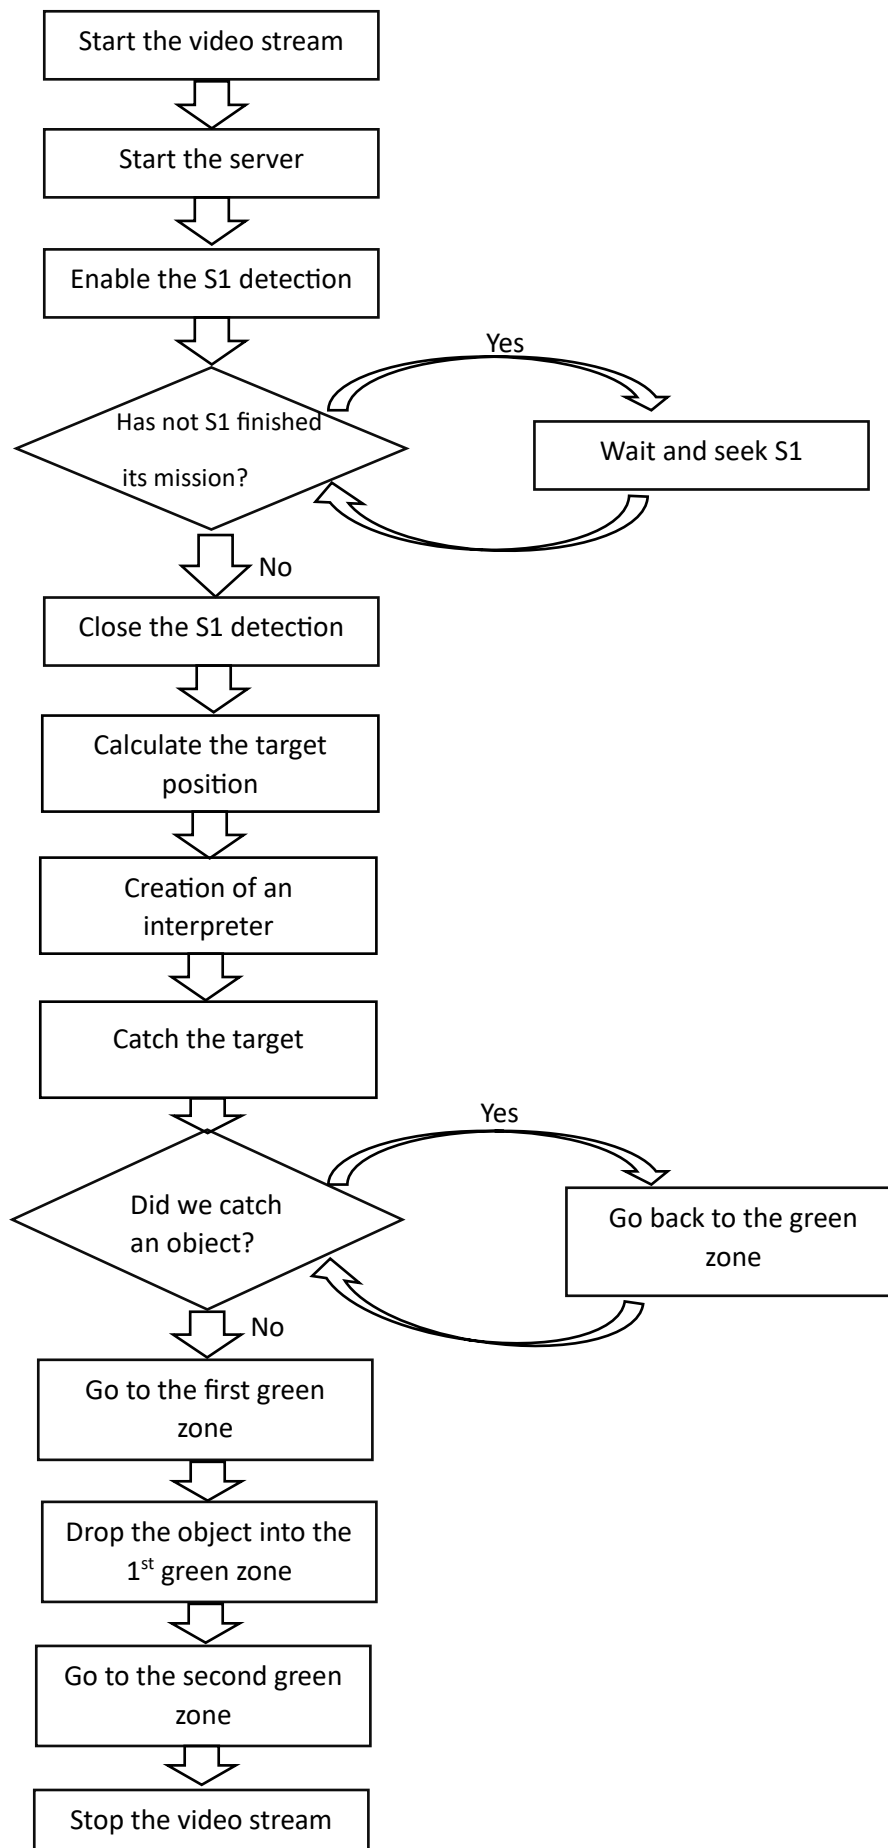 Start the video stream
Start the server
Enable the S1 detection
Yes
Has not S1 finished
its mission?
Wait and seek S1
No
Close the S1 detection
Calculate the target
position
Creation of an
interpreter
Catch the target
Yes
Did we catch
an object?
Go back to the green
zone
No
Go to the first green
zone
Drop the object into the
1st green zone
Go to the second green
zone
Stop the video stream